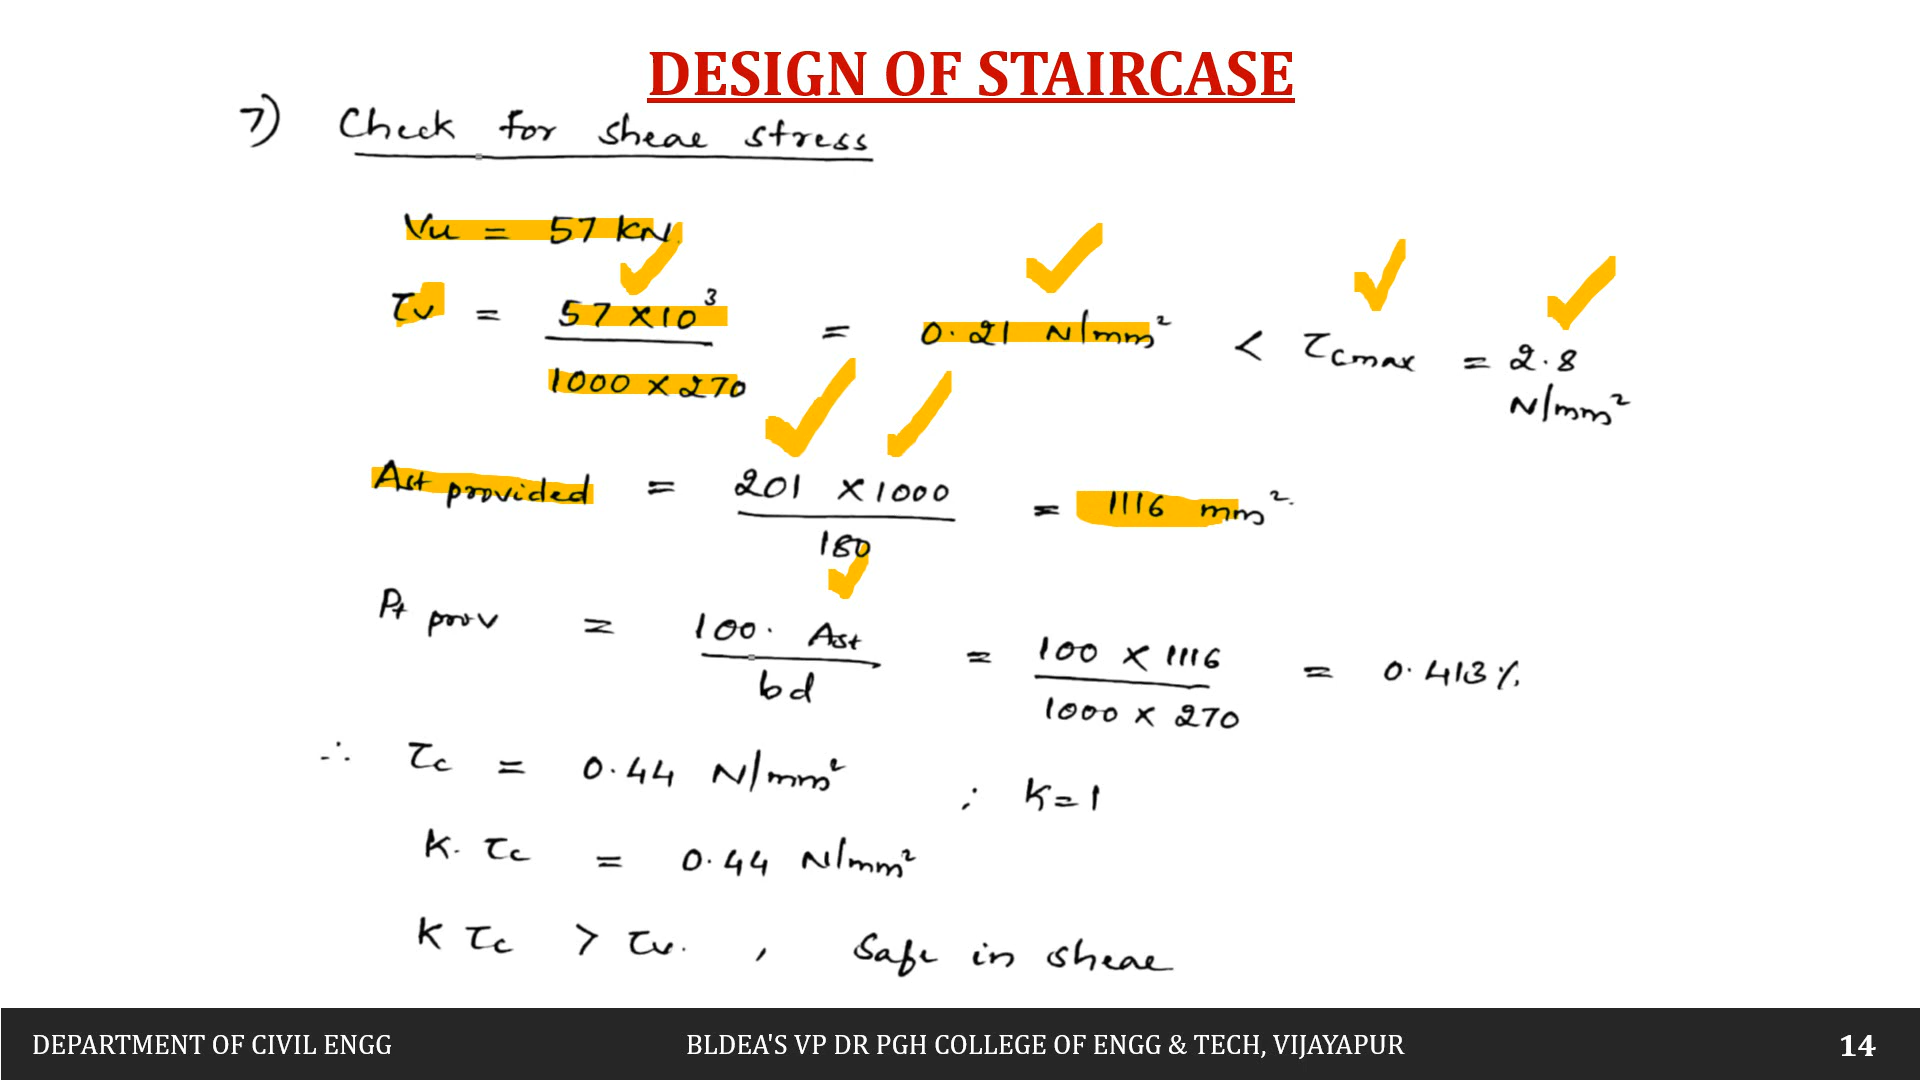 DESIGN OF STAIRCASE
7) Check for shear stress
Vu = 57 KN.
τv = 57 × 10³ / 1000 × 270 = 0.21 N/mm² < τcmax = 2.8 N/mm²
Ast provided = 201 × 1000 / 180 = 1116 mm².
Pt prov = 100. Ast / bd = 100 × 1116 / 1000 × 270 = 0.413%.
∴ τc = 0.44 N/mm² ; K=1
K. τc = 0.44 N/mm²
K τc > τv. , Safe in shear
DEPARTMENT OF CIVIL ENGG BLDEA'S VP DR PGH COLLEGE OF ENGG & TECH, VIJAYAPUR 14